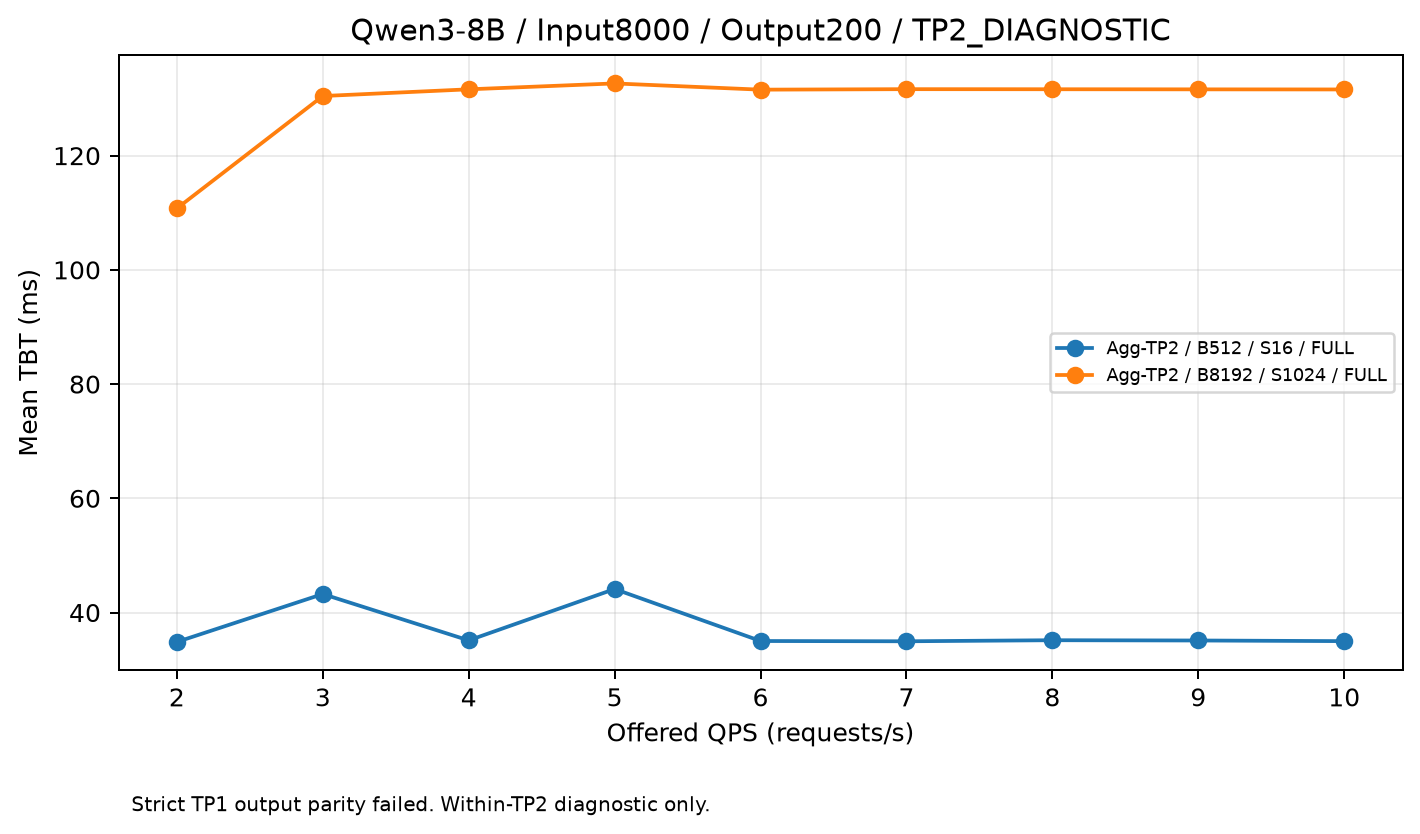 Qwen3-8B / Input8000 / Output200 / TP2_DIAGNOSTIC
Mean TBT (ms)
120
100
80
60
40
Agg-TP2 / B512 / S16 / FULL
Agg-TP2 / B8192 / S1024 / FULL
2 3 4 5 6 7 8 9 10
Offered QPS (requests/s)
Strict TP1 output parity failed. Within-TP2 diagnostic only.